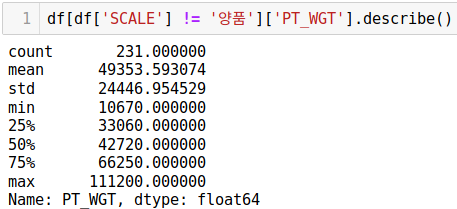 1 df[df['SCALE'] != '양품']['PT_WGT'].describe()
count 231.000000
mean 49353.593074
std 24446.954529
min 10670.000000
25% 33060.000000
50% 42720.000000
75% 66250.000000
max 111200.000000
Name: PT_WGT, dtype: float64